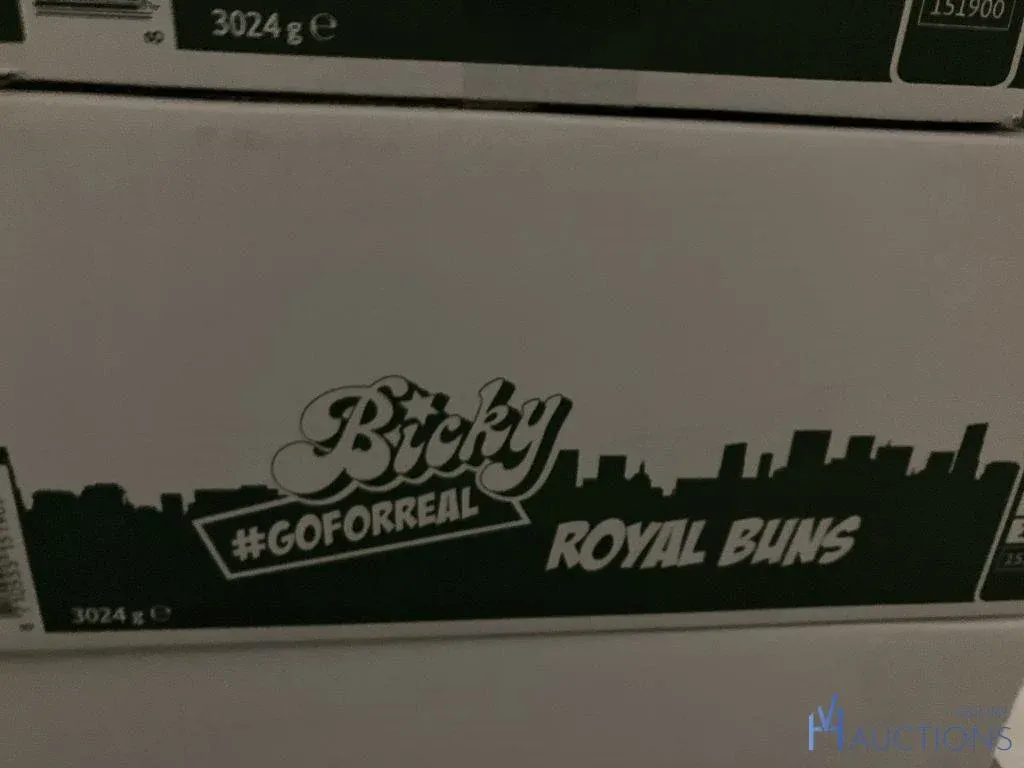 3024 g ℮
151900
Bicky
#GOFORREAL
ROYAL BUNS
3024 g ℮
AUCTIONS